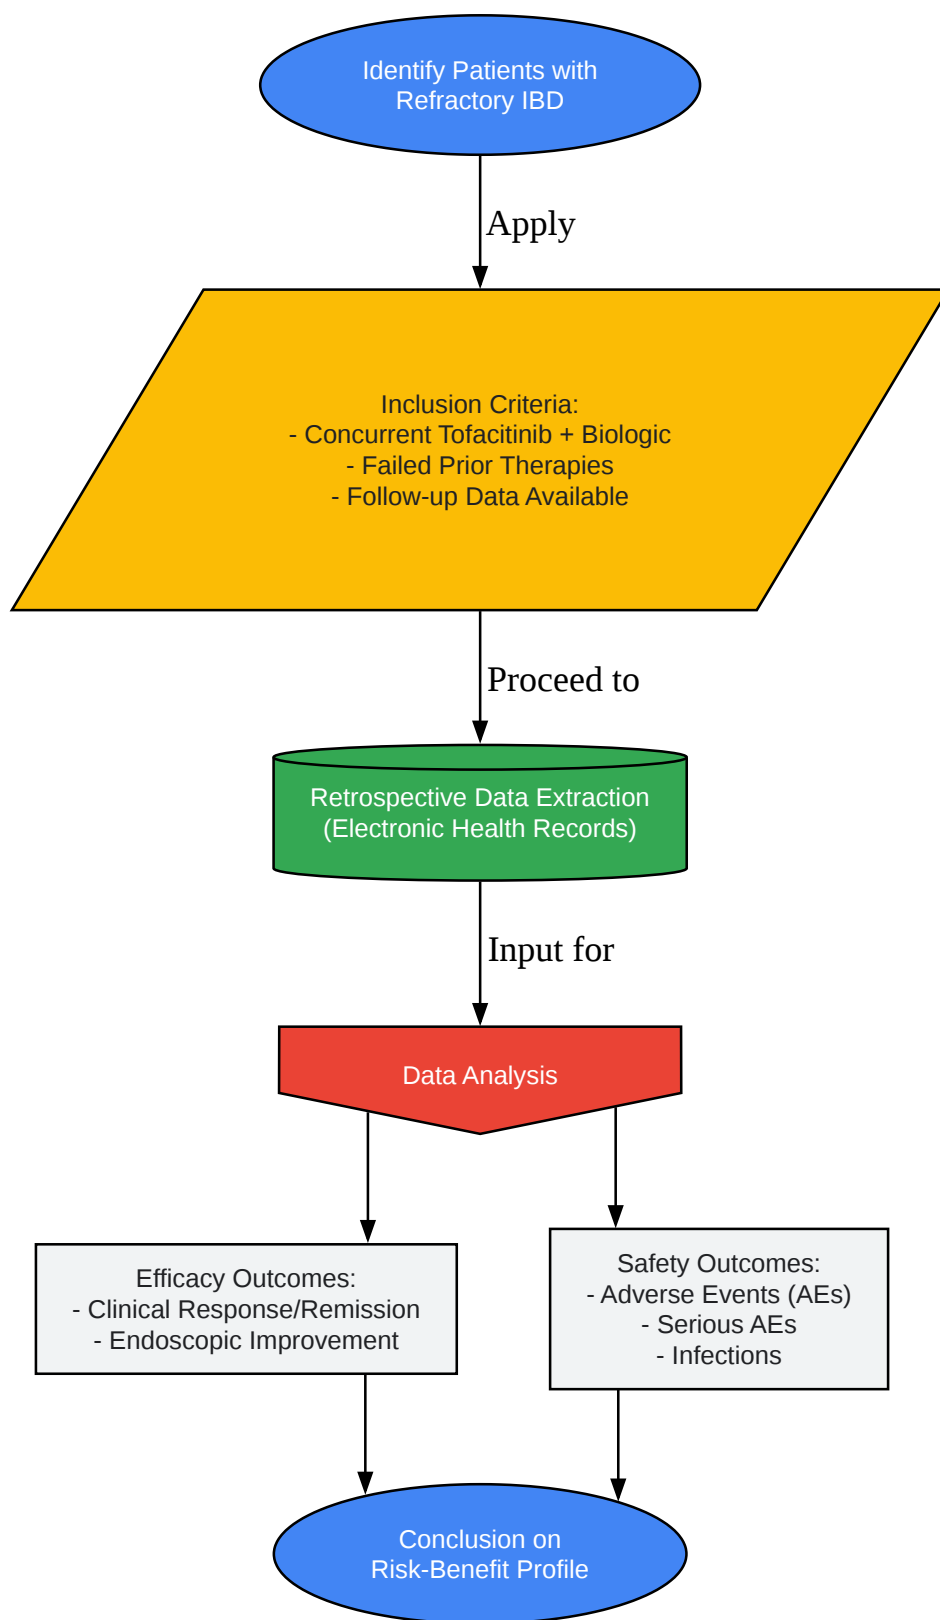 Identify Patients with
Refractory IBD
Apply
Inclusion Criteria:
- Concurrent Tofacitinib + Biologic
- Failed Prior Therapies
- Follow-up Data Available
Proceed to
Retrospective Data Extraction
(Electronic Health Records)
Input for
Data Analysis
Efficacy Outcomes:
- Clinical Response/Remission
- Endoscopic Improvement
Safety Outcomes:
- Adverse Events (AEs)
- Serious AEs
- Infections
Conclusion on
Risk-Benefit Profile